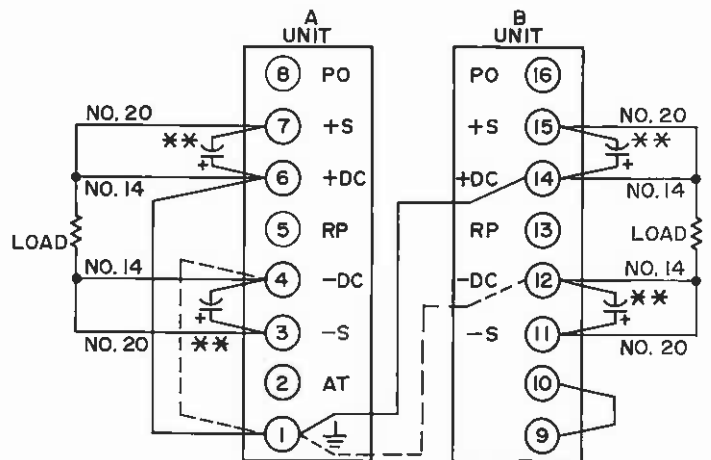 A
UNIT
B
UNIT
8 PO
PO 16
NO. 20
7 +S
+S 15
NO. 20
**
+
**
+
6 +DC
+DC 14
NO. 14
NO. 14
5 RP
RP 13
LOAD
LOAD
NO. 14
4 -DC
-DC 12
NO. 14
+
**
+
3 -S
-S 11
NO. 20
**
NO. 20
2 AT
10
1
9